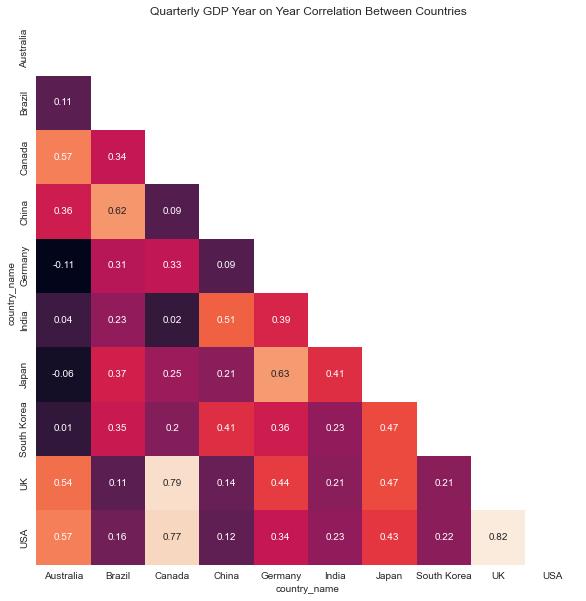 Quarterly GDP Year on Year Correlation Between Countries
country_name
Australia
Brazil 0.11
Canada 0.57 0.34
China 0.36 0.62 0.09
Germany -0.11 0.31 0.33 0.09
India 0.04 0.23 0.02 0.51 0.39
Japan -0.06 0.37 0.25 0.21 0.63 0.41
South Korea 0.01 0.35 0.2 0.41 0.36 0.23 0.47
UK 0.54 0.11 0.79 0.14 0.44 0.21 0.47 0.21
USA 0.57 0.16 0.77 0.12 0.34 0.23 0.43 0.22 0.82
Australia Brazil Canada China Germany India Japan South Korea UK USA
country_name